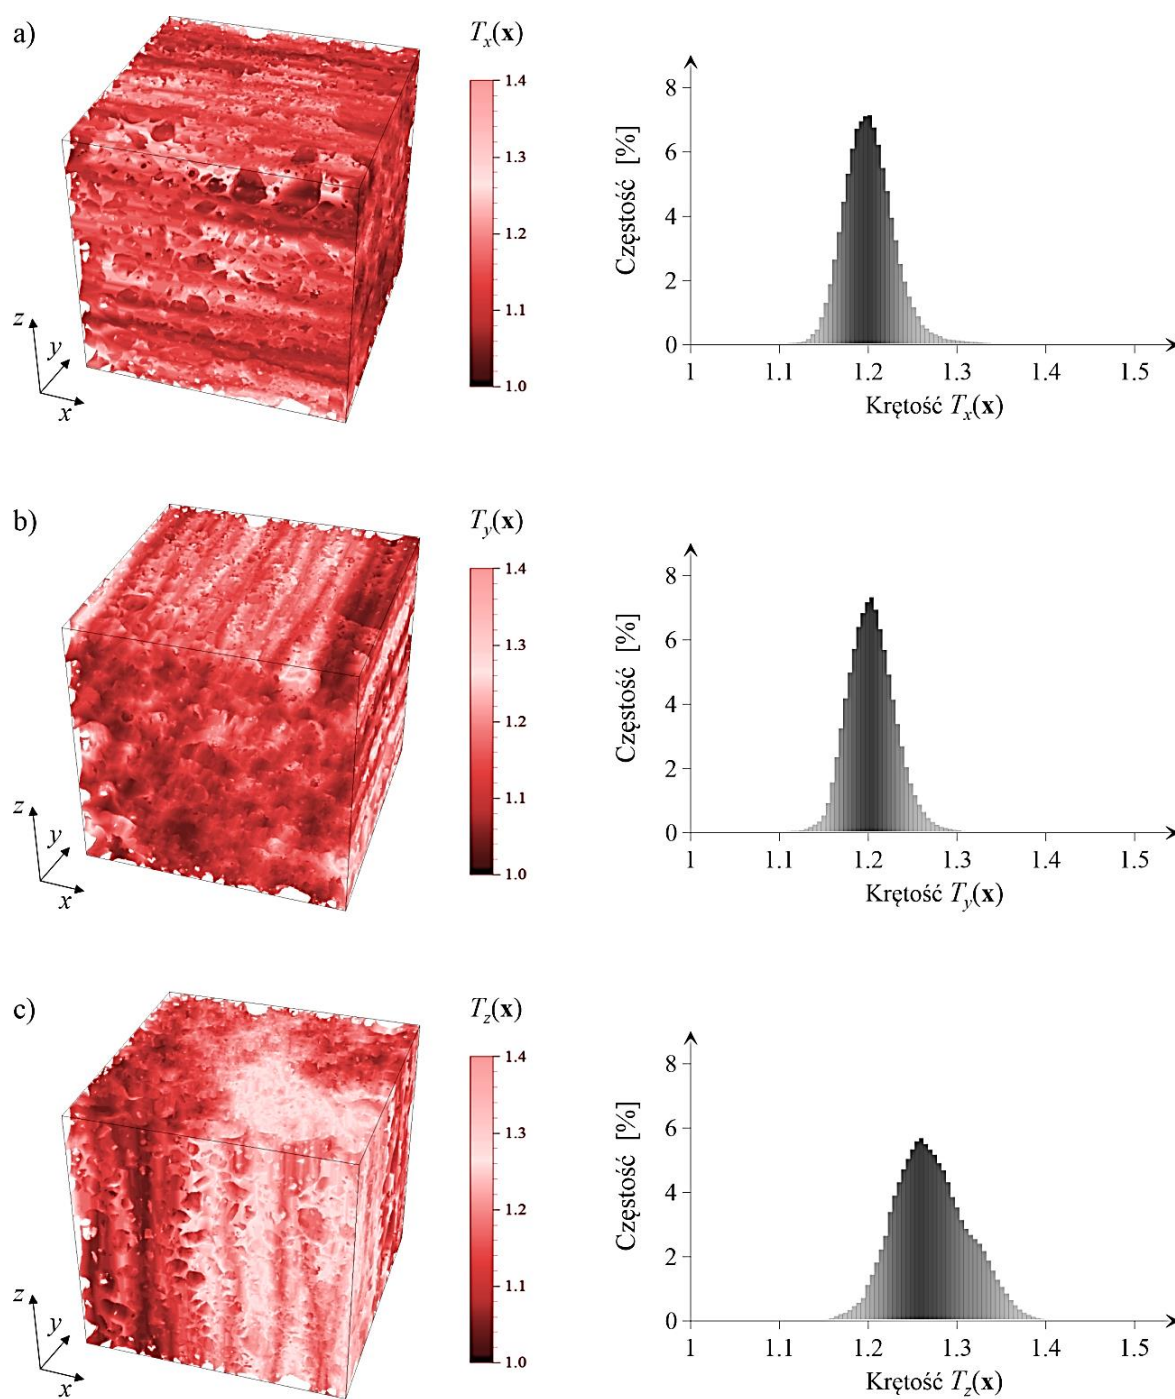 a)
Tx(x)
1.4
1.3
1.2
1.1
1.0
z
y
x
Częstość [%]
8
6
4
2
0
1 1.1 1.2 1.3 1.4 1.5
Krętość Tx(x)
b)
Ty(x)
1.4
1.3
1.2
1.1
1.0
z
y
x
Częstość [%]
8
6
4
2
0
1 1.1 1.2 1.3 1.4 1.5
Krętość Ty(x)
c)
Tz(x)
1.4
1.3
1.2
1.1
1.0
z
y
x
Częstość [%]
8
6
4
2
0
1 1.1 1.2 1.3 1.4 1.5
Krętość Tz(x)